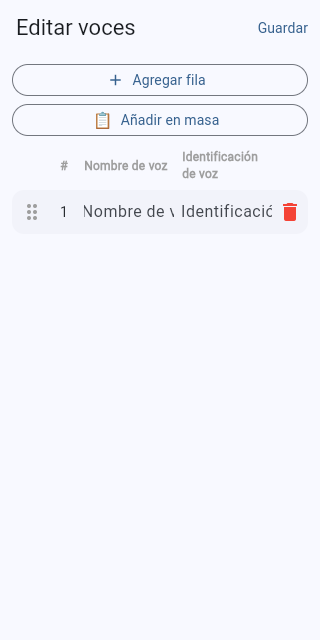 Editar voces
Guardar
Agregar fila
Añadir en masa
# Nombre de voz Identificación de voz
1 Nombre de v Identificació